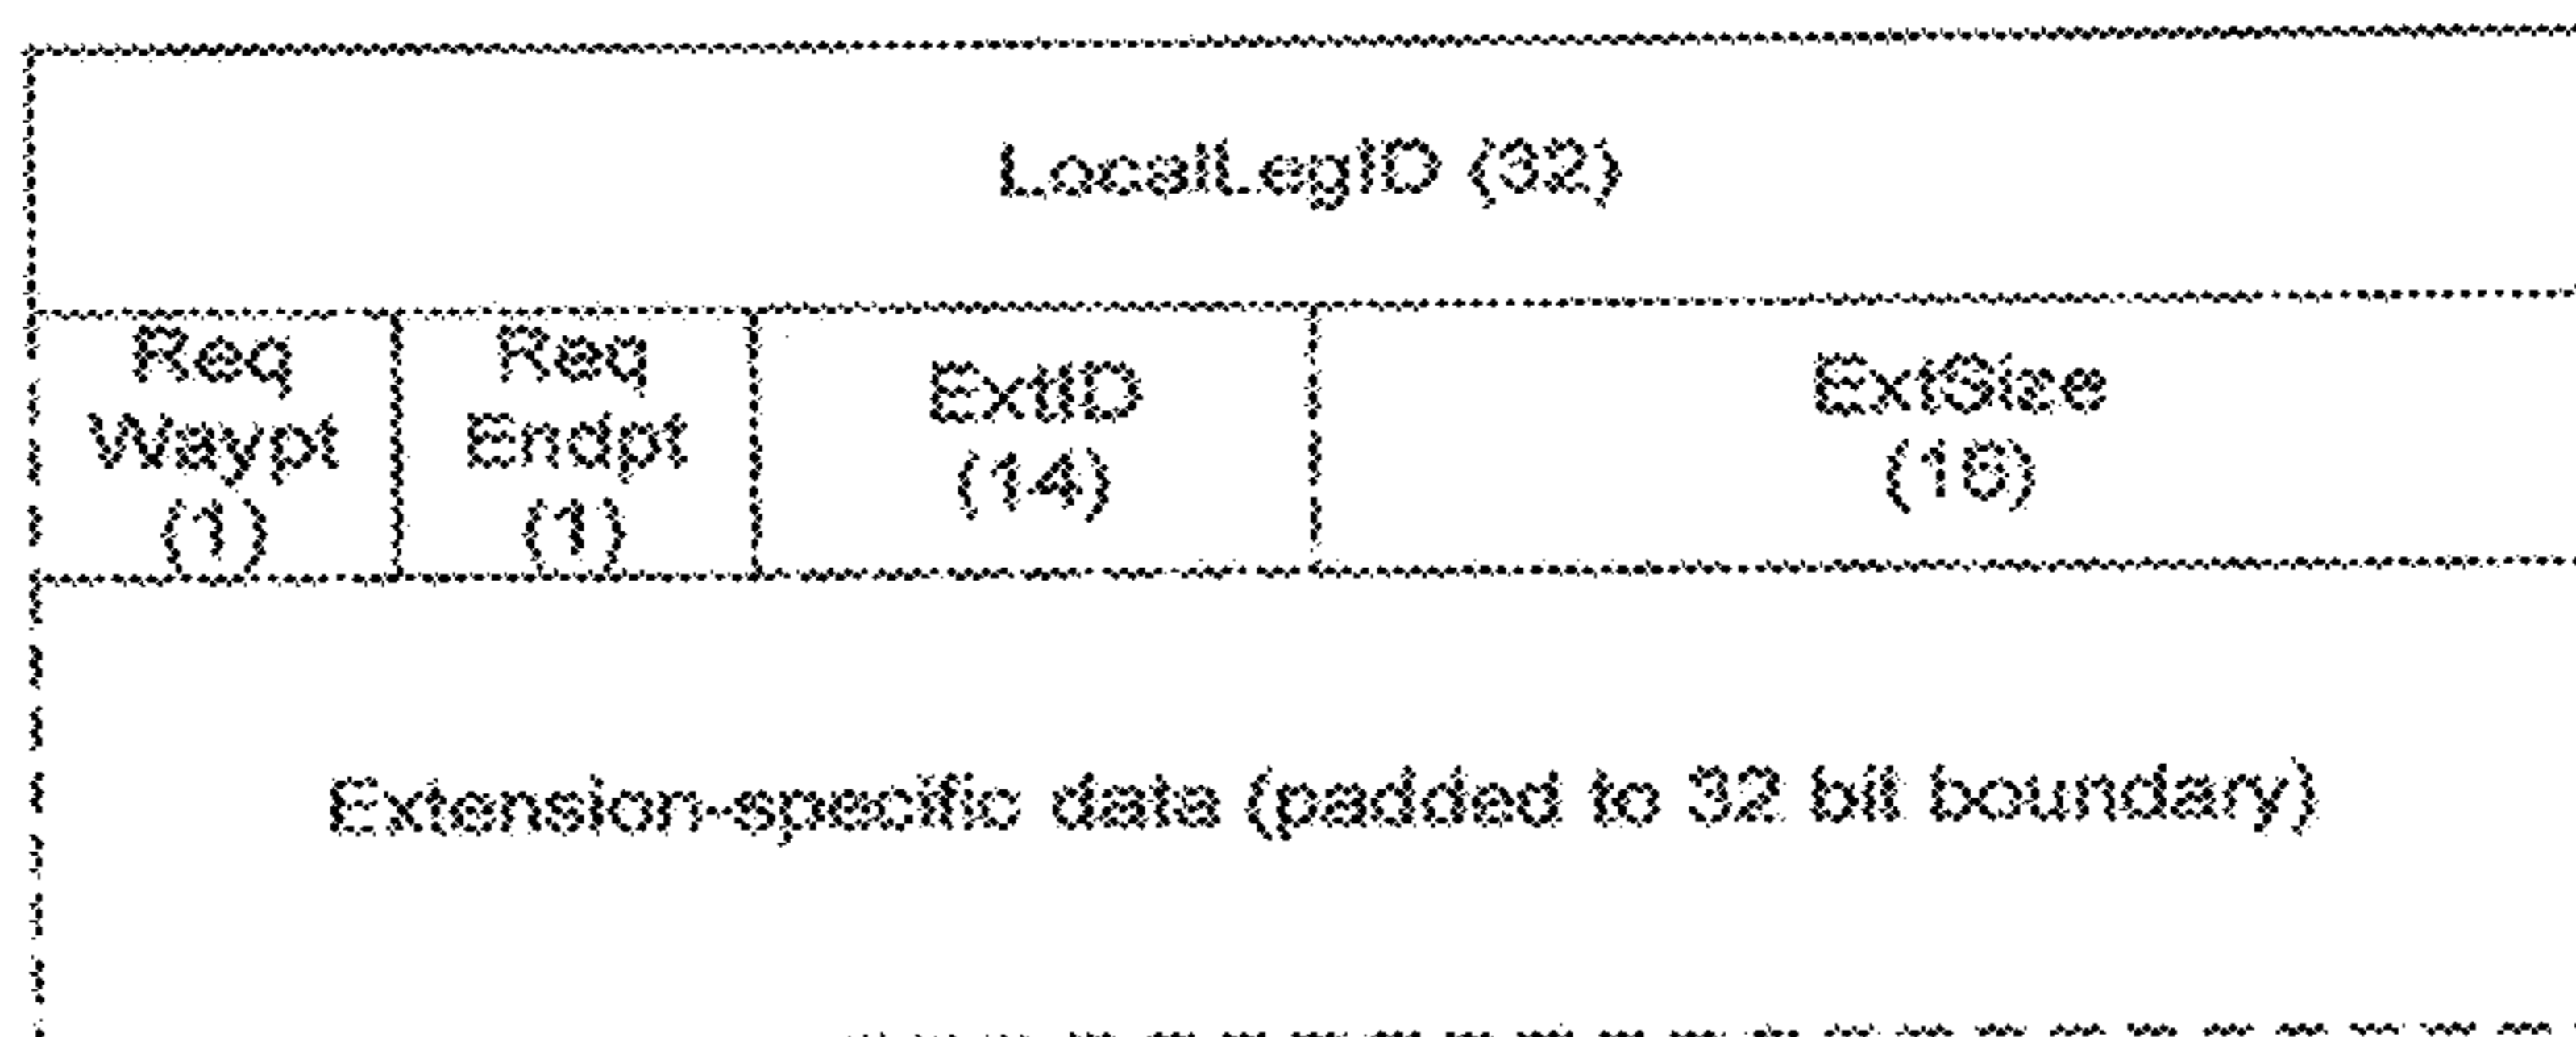 LocalLegID (32)
Req
Waypt
(1)
Req
Endpt
(1)
ExtID
(14)
ExtSize
(16)
Extension-specific data (padded to 32 bit boundary)